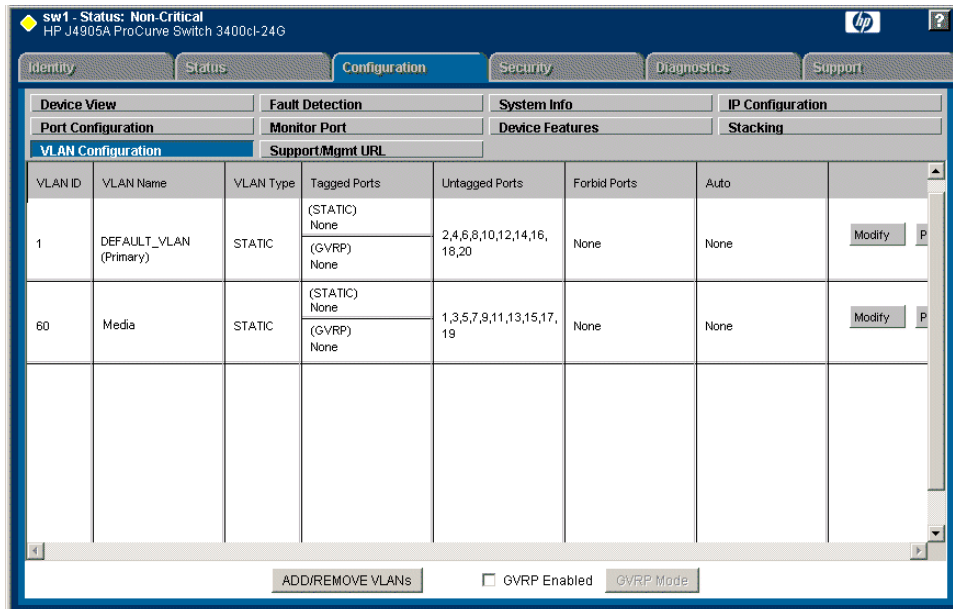 sw1 - Status: Non-Critical
HP J4905A ProCurve Switch 3400cl-24G
hp
?
Identity
Status
Configuration
Security
Diagnostics
Support
Device View
Fault Detection
System Info
IP Configuration
Port Configuration
Monitor Port
Device Features
Stacking
VLAN Configuration
Support/Mgmt URL
VLAN ID
VLAN Name
VLAN Type
Tagged Ports
Untagged Ports
Forbid Ports
Auto
1
DEFAULT_VLAN
(Primary)
STATIC
(STATIC)
None
(GVRP)
None
2,4,6,8,10,12,14,16,
18,20
None
None
Modify
P
60
Media
STATIC
(STATIC)
None
(GVRP)
None
1,3,5,7,9,11,13,15,17,
19
None
None
Modify
P
ADD/REMOVE VLANs
GVRP Enabled
GVRP Mode